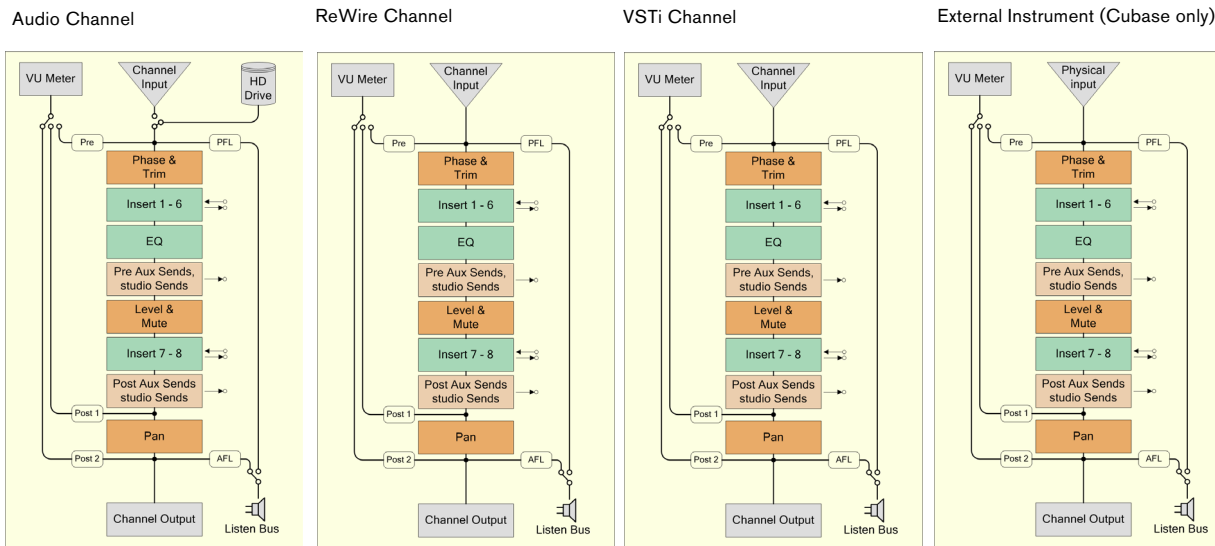 Audio Channel
VU Meter
Channel
Input
HD
Drive
Pre
PFL
Phase &
Trim
Insert 1 - 6
EQ
Pre Aux Sends,
studio Sends
Level &
Mute
Insert 7 - 8
Post Aux Sends
studio Sends
Post 1
Pan
Post 2
AFL
Channel Output
Listen Bus
ReWire Channel
VU Meter
Channel
Input
Pre
PFL
Phase &
Trim
Insert 1 - 6
EQ
Pre Aux Sends,
studio Sends
Level &
Mute
Insert 7 - 8
Post Aux Sends
studio Sends
Post 1
Pan
Post 2
AFL
Channel Output
Listen Bus
VSTi Channel
VU Meter
Channel
Input
Pre
PFL
Phase &
Trim
Insert 1 - 6
EQ
Pre Aux Sends,
studio Sends
Level &
Mute
Insert 7 - 8
Post Aux Sends
studio Sends
Post 1
Pan
Post 2
AFL
Channel Output
Listen Bus
External Instrument (Cubase only)
VU Meter
Physical
input
Pre
PFL
Phase &
Trim
Insert 1 - 6
EQ
Pre Aux Sends,
studio Sends
Level &
Mute
Insert 7 - 8
Post Aux Sends
studio Sends
Post 1
Pan
Post 2
AFL
Channel Output
Listen Bus